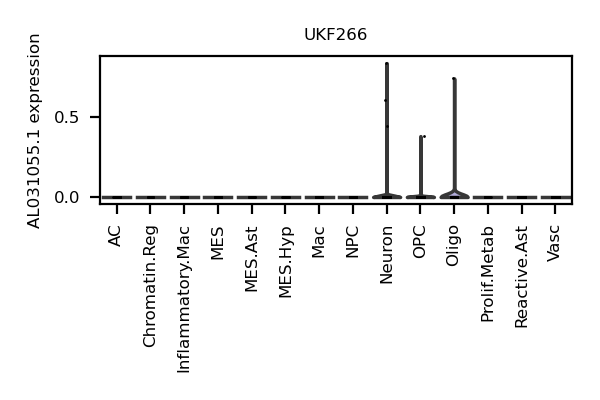 UKF266
AL031055.1 expression
0.5
0.0
AC
Chromatin.Reg
Inflammatory.Mac
MES
MES.Ast
MES.Hyp
Mac
NPC
Neuron
OPC
Oligo
Prolif.Metab
Reactive.Ast
Vasc